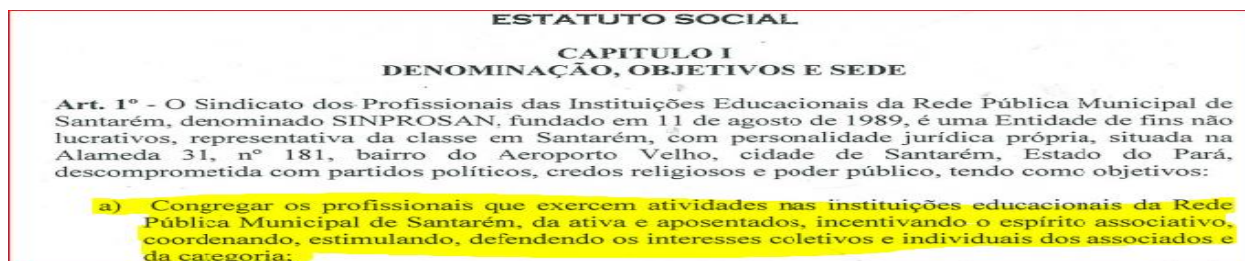 ESTATUTO SOCIAL
CAPITULO I
DENOMINAÇÃO, OBJETIVOS E SEDE
Art. 1º - O Sindicato dos Profissionais das Instituições Educacionais da Rede Pública Municipal de
Santarém, denominado SINPROSAN, fundado em 11 de agosto de 1989, é uma Entidade de fins não
lucrativos, representativa da classe em Santarém, com personalidade jurídica própria, situada na
Alameda 31, nº 181, bairro do Aeroporto Velho, cidade de Santarém, Estado do Pará,
descomprometida com partidos políticos, credos religiosos e poder público, tendo como objetivos:
a) Congregar os profissionais que exercem atividades nas instituições educacionais da Rede
Pública Municipal de Santarém, da ativa e aposentados, incentivando o espírito associativo,
coordenando, estimulando, defendendo os interesses coletivos e individuais dos associados e
da categoria;